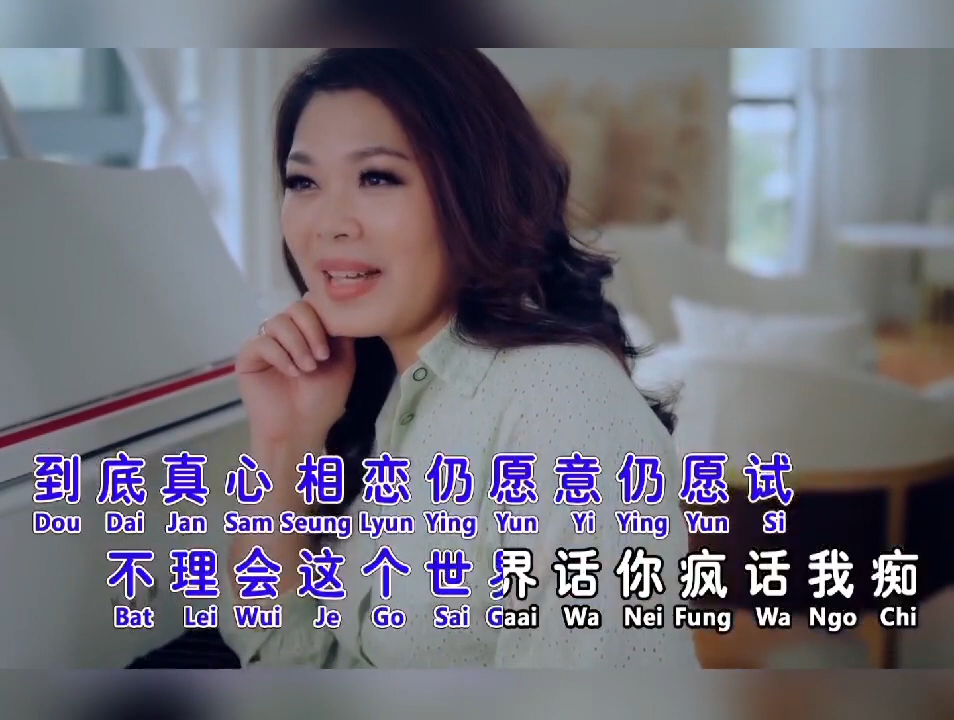 到底真心相恋仍愿意仍愿试
Dou Dai Jan Sam Seung Lyun Ying Yun Yi Ying Yun Si
不理会这个世界话你疯话我痴
Bat Lei Wui Je Go Sai Gaai Wa Nei Fung Wa Ngo Chi